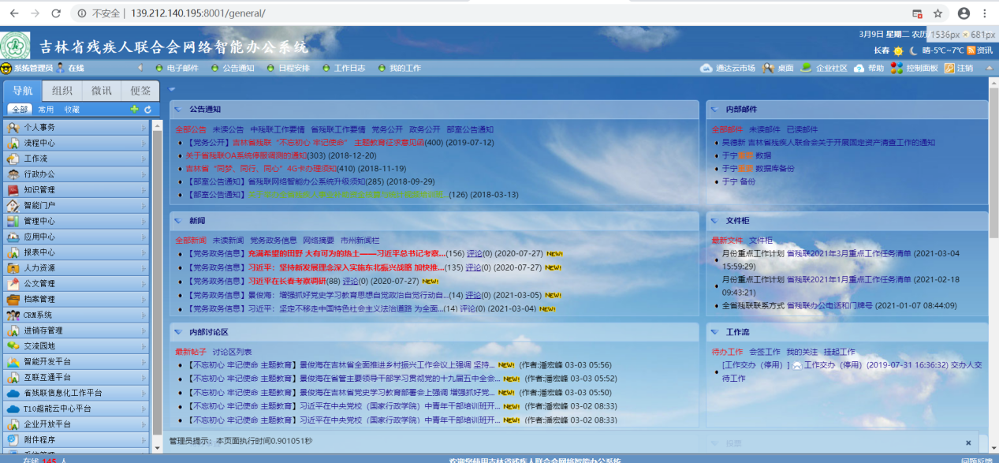 不安全 | 139.212.140.195:8001/general/
吉林省残疾人联合会网络智能办公系统
3月9日 星期二 农历
1536px × 681px
长春 晴-5℃~7℃ 资讯
系统管理员 在线
电子邮件 公告通知 日程安排 工作日志 我的工作
通达云市场 桌面 企业社区 帮助 控制面板 注销
导航 组织 微讯 便签
全部 常用 收藏
个人事务
流程中心
工作流
行政办公
知识管理
智能门户
管理中心
应用中心
报表中心
人力资源
公文管理
档案管理
CRM系统
进销存管理
交流园地
智能开发平台
互联互通平台
省残联信息化工作平台
T10超能云中心平台
企业开放平台
附件程序
系统管理
公告通知
全部公告 未读公告 中残联工作要情 省残联工作要情 党务公开 政务公开 部室公告通知
【党务公开】吉林省残联“不忘初心 牢记使命” 主题教育征求意见函(400) (2019-07-12)
关于省残联OA系统停服调测的通知(303) (2018-12-20)
吉林省“同梦、同行、同心”4G卡办理须知(410) (2018-11-19)
【部室公告通知】省残联网络智能办公系统升级须知(285) (2018-09-29)
【部室公告通知】 (126) (2018-03-13)
新闻
全部新闻 未读新闻 党务政务信息 网络摘要 市州新闻栏
【党务政务信息】充满希望的田野 大有可为的热土——习近平总书记考察...(156) 评论(0) (2020-07-27) NEW!
【党务政务信息】习近平：坚持新发展理念深入实施东北振兴战略 加快推...(135) 评论(0) (2020-07-27) NEW!
【党务政务信息】习近平在长春考察调研(88) 评论(0) (2020-07-27) NEW!
【党务政务信息】景俊海：增强抓好党史学习教育思想自觉政治自觉行动自...(14) 评论(0) (2021-03-05) NEW!
【党务政务信息】习近平：坚定不移走中国特色社会主义法治道路 为全面...(14) 评论(0) (2021-03-04) NEW!
内部讨论区
最新帖子 讨论区列表
【不忘初心 牢记使命 主题教育】景俊海在吉林省全面推进乡村振兴工作会议上强调 坚持... NEW! (作者:潘宏峰 03-03 05:56)
【不忘初心 牢记使命 主题教育】景俊海在省管主要领导干部学习贯彻党的十九届五中全会... NEW! (作者:潘宏峰 03-03 05:52)
【不忘初心 牢记使命 主题教育】景俊海在吉林省党史学习教育部署会上强调 增强抓好党... NEW! (作者:潘宏峰 03-03 05:50)
【不忘初心 牢记使命 主题教育】习近平在中央党校（国家行政学院）中青年干部培训班开... NEW! (作者:潘宏峰 03-02 08:33)
【不忘初心 牢记使命 主题教育】习近平在中央党校（国家行政学院）中青年干部培训班开... NEW! (作者:潘宏峰 03-02 08:33)
内部邮件
全部邮件 未读邮件 已读邮件
吴德新 吉林省残疾人联合会关于开展固定资产清查工作的通知
于宁 数据
于宁 数据库备份
于宁 备份
文件柜
最新文件 文件柜
月份重点工作计划 省残联2021年3月重点工作任务清单 (2021-03-04
15:59:29)
月份重点工作计划 省残联2021年1月重点工作任务清单 (2021-02-18
09:43:21)
全省残联联系方式 省残联办公电话和门牌号 (2021-01-07 08:44:09)
工作流
待办工作 会签工作 我的关注 挂起工作
[工作交办（停用）] 工作交办（停用）(2019-07-31 16:36:32) 交办人交
待工作
投票
管理员提示：本页面执行时间0.901051秒
在线 145 人
欢迎您使用吉林省残疾人联合会网络智能办公系统
问题反馈